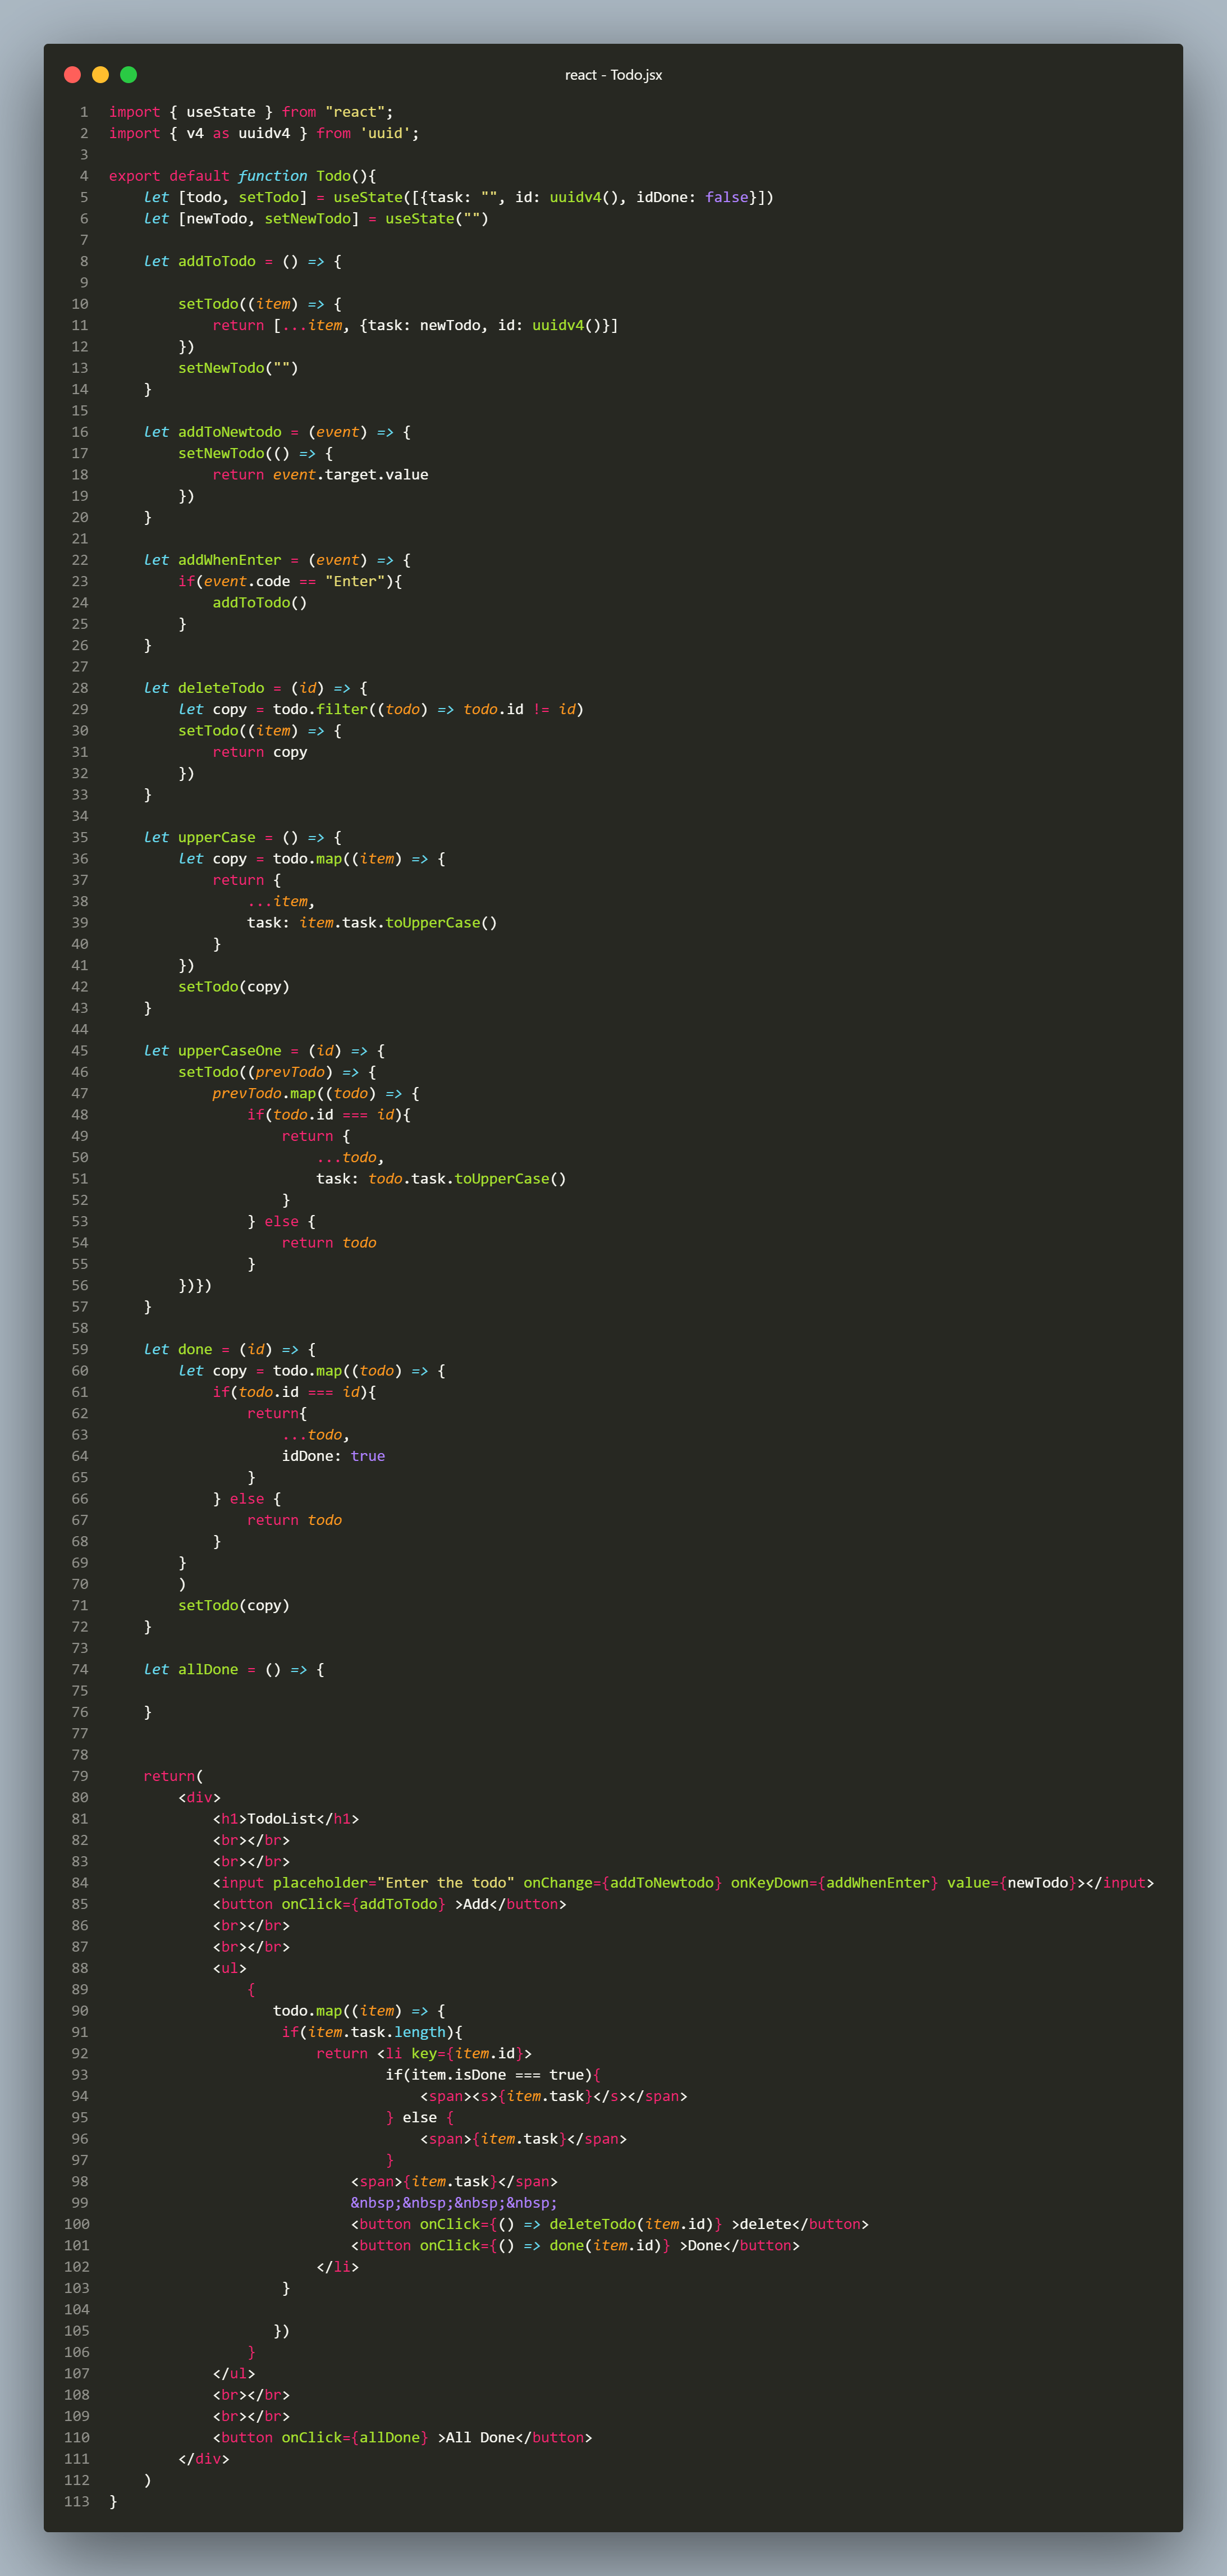 react - Todo.jsx
1 import { useState } from "react";
2 import { v4 as uuidv4 } from 'uuid';
3
4 export default function Todo(){
5     let [todo, setTodo] = useState([{task: "", id: uuidv4(), idDone: false}])
6     let [newTodo, setNewTodo] = useState("")
7
8     let addToTodo = () => {
9
10         setTodo((item) => {
11             return [...item, {task: newTodo, id: uuidv4()}]
12         })
13         setNewTodo("")
14     }
15
16     let addToNewtodo = (event) => {
17         setNewTodo(() => {
18             return event.target.value
19         })
20     }
21
22     let addWhenEnter = (event) => {
23         if(event.code == "Enter"){
24             addToTodo()
25         }
26     }
27
28     let deleteTodo = (id) => {
29         let copy = todo.filter((todo) => todo.id != id)
30         setTodo((item) => {
31             return copy
32         })
33     }
34
35     let upperCase = () => {
36         let copy = todo.map((item) => {
37             return {
38                 ...item,
39                 task: item.task.toUpperCase()
40             }
41         })
42         setTodo(copy)
43     }
44
45     let upperCaseOne = (id) => {
46         setTodo((prevTodo) => {
47             prevTodo.map((todo) => {
48                 if(todo.id === id){
49                     return {
50                         ...todo,
51                         task: todo.task.toUpperCase()
52                     }
53                 } else {
54                     return todo
55                 }
56         })})
57     }
58
59     let done = (id) => {
60         let copy = todo.map((todo) => {
61             if(todo.id === id){
62                 return{
63                     ...todo,
64                     idDone: true
65                 }
66             } else {
67                 return todo
68             }
69         }
70         )
71         setTodo(copy)
72     }
73
74     let allDone = () => {
75
76     }
77
78
79     return(
80         <div>
81             <h1>TodoList</h1>
82             <br></br>
83             <br></br>
84             <input placeholder="Enter the todo" onChange={addToNewtodo} onKeyDown={addWhenEnter} value={newTodo}></input>
85             <button onClick={addToTodo} >Add</button>
86             <br></br>
87             <br></br>
88             <ul>
89                 {
90                    todo.map((item) => {
91                     if(item.task.length){
92                         return <li key={item.id}>
93                                 if(item.isDone === true){
94                                     <span><s>{item.task}</s></span>
95                                 } else {
96                                     <span>{item.task}</span>
97                                 }
98                             <span>{item.task}</span>
99                             &nbsp;&nbsp;&nbsp;&nbsp;
100                             <button onClick={() => deleteTodo(item.id)} >delete</button>
101                             <button onClick={() => done(item.id)} >Done</button>
102                         </li>
103                     }
104
105                    })
106                 }
107             </ul>
108             <br></br>
109             <br></br>
110             <button onClick={allDone} >All Done</button>
111         </div>
112     )
113 }